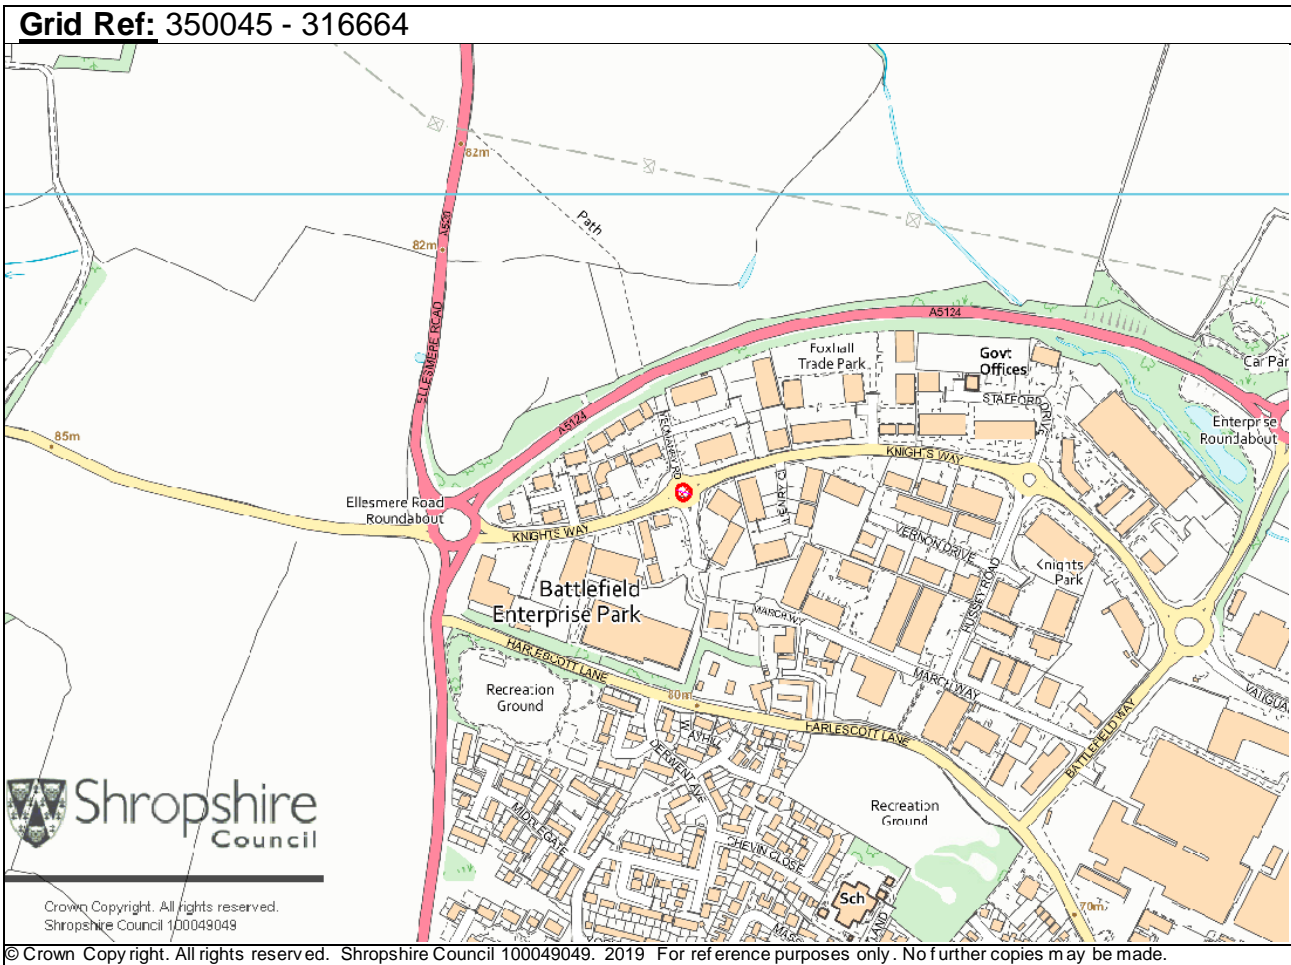 Grid Ref: 350045 - 316664
82m
A528
Path
82m
ELLESMERE ROAD
A5124
Foxhall
Trade Park
Govt
Offices
Car Par
STAFFORD DRIVE
A5124
Enterprise
Roundabout
85m
KNIGHTS WAY
Ellesmere Road
Roundabout
KNIGHTS WAY
VERNON DRIVE
Knights
Park
HUSSEY ROAD
Battlefield
Enterprise Park
MARCH WY
HARLESCOTT LANE
MARCH WAY
Recreation
Ground
80m
HARLESCOTT LANE
BATTLEFIELD WAY
MAYHILL
DERWENT AVE
Shropshire
Council
MIDDLEGATE
Recreation
Ground
CHEVIN CLOSE
Sch
70m
Crown Copyright. All rights reserved.
Shropshire Council 100049049
© Crown Copyright. All rights reserved. Shropshire Council 100049049. 2019 For reference purposes only. No further copies may be made.